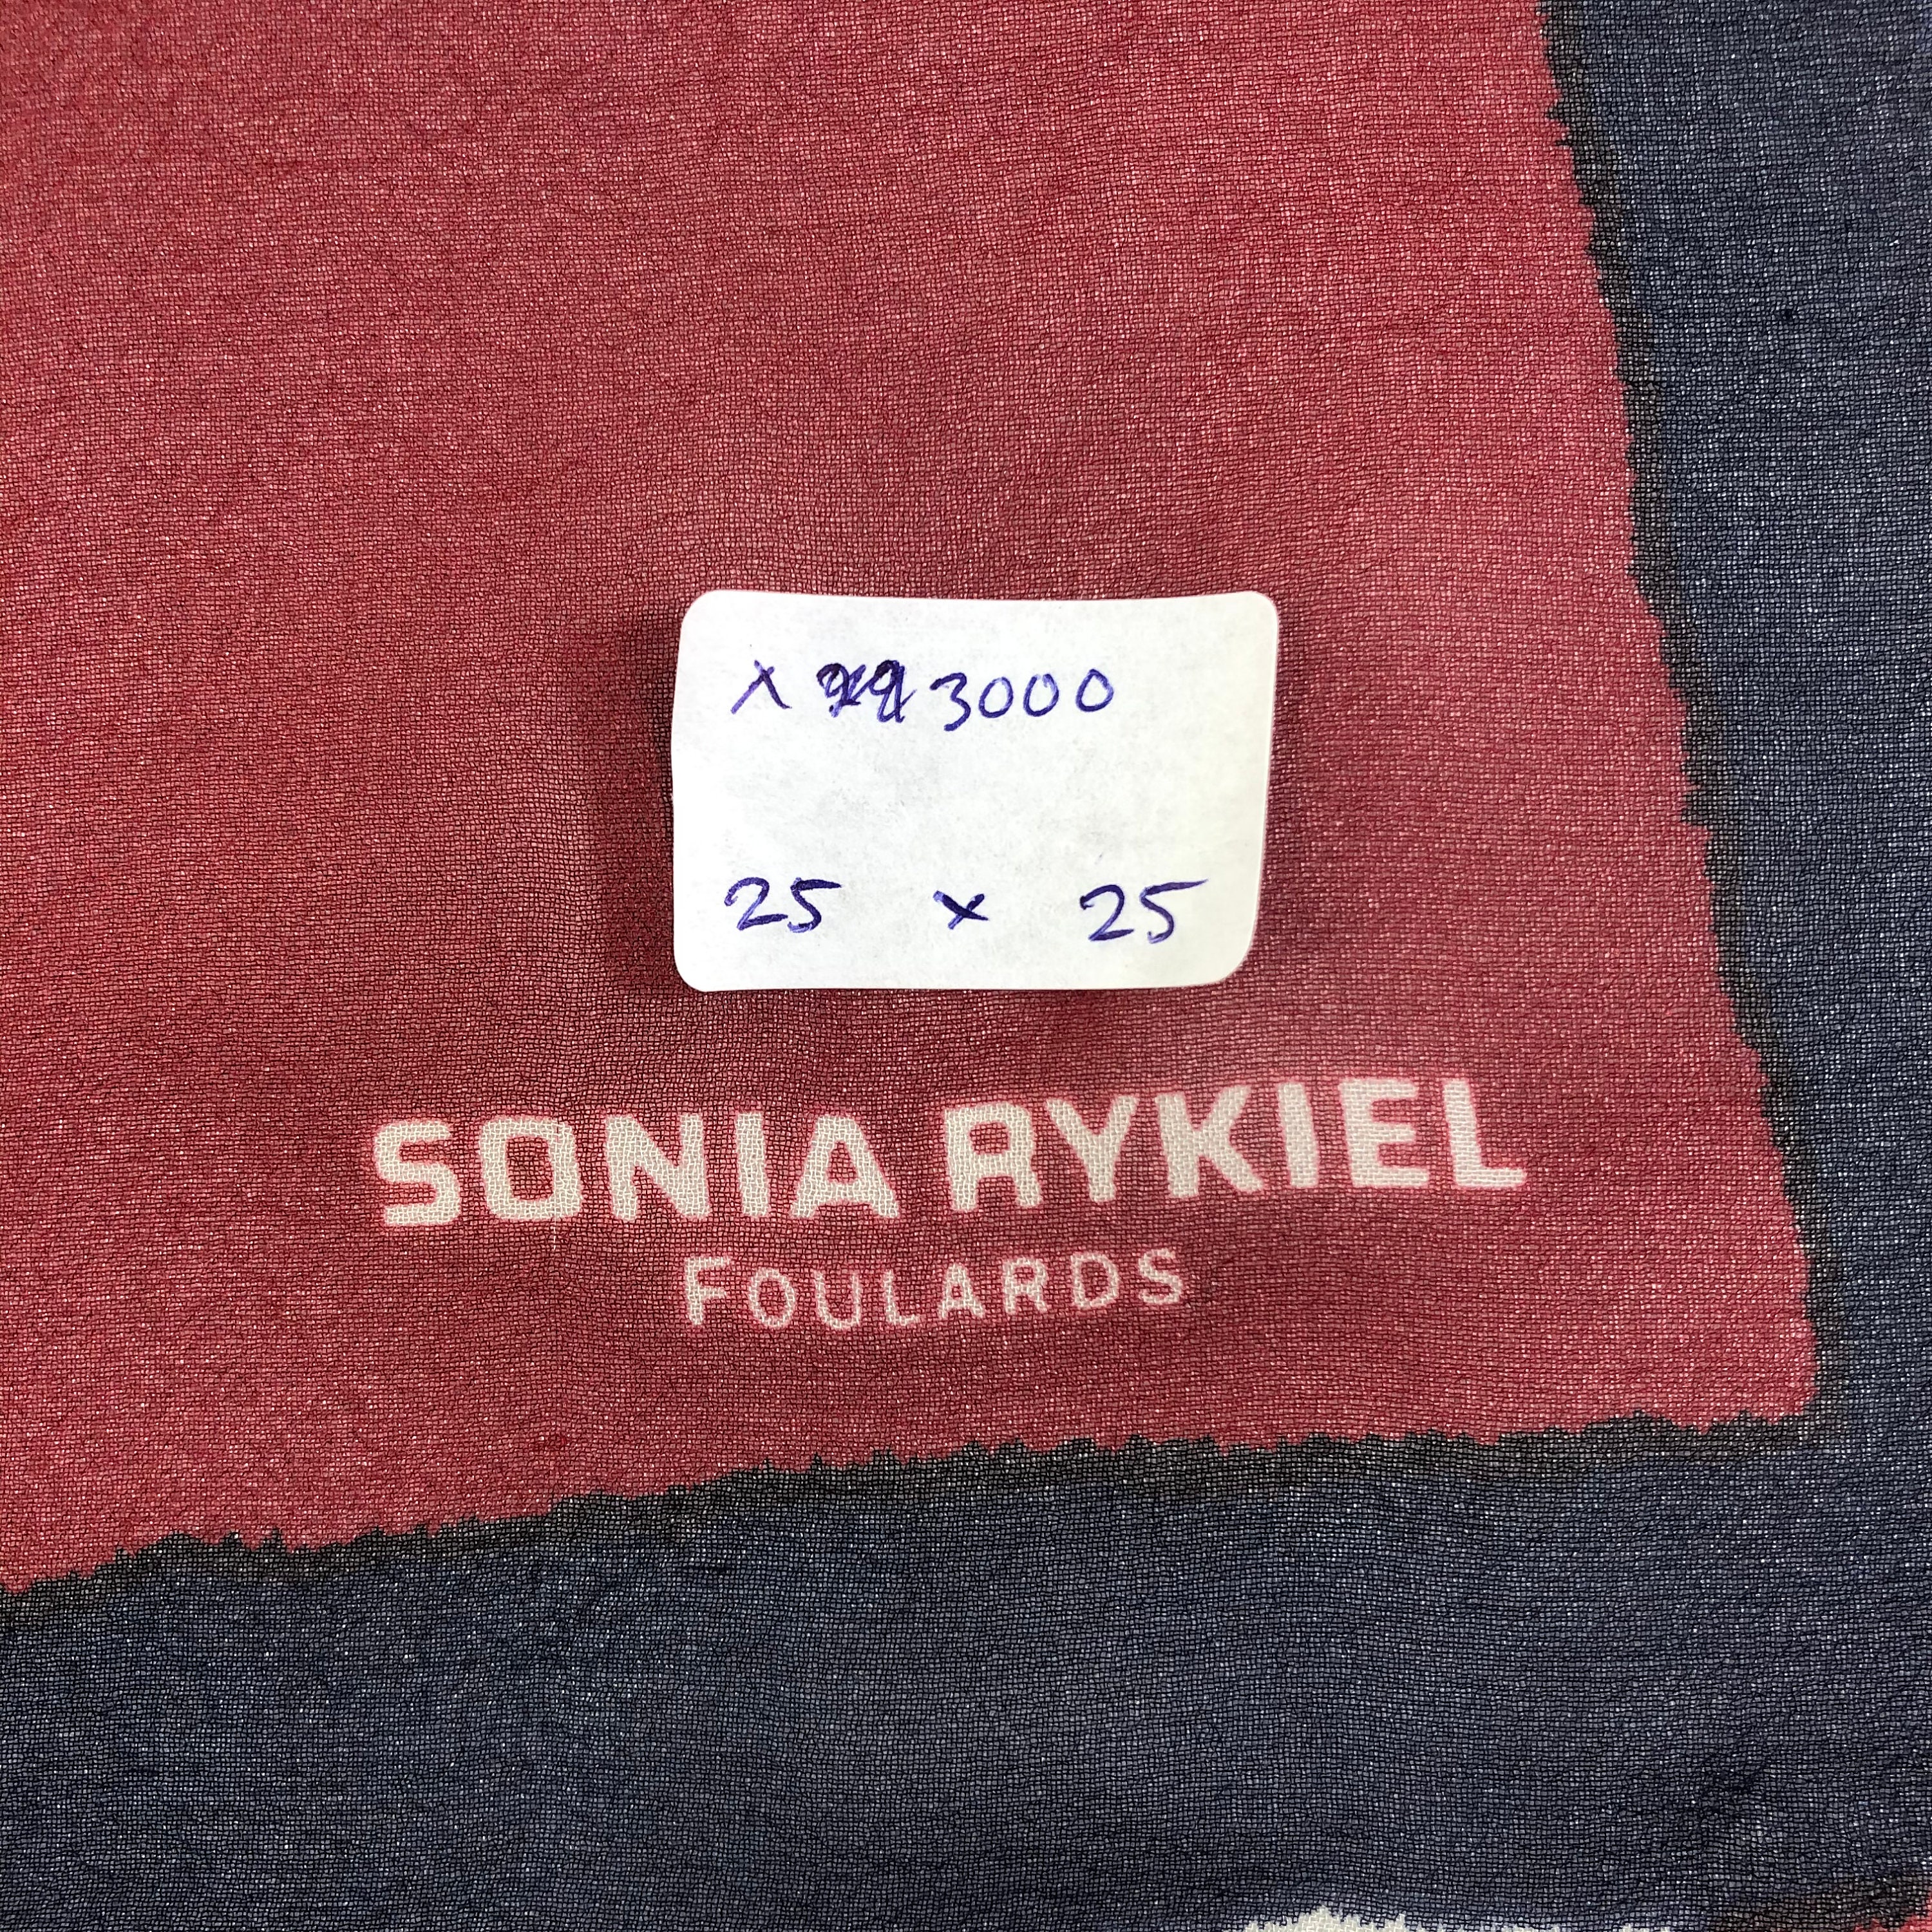 X 3000
25 x 25
SONIA RYKIEL
FOULARDS